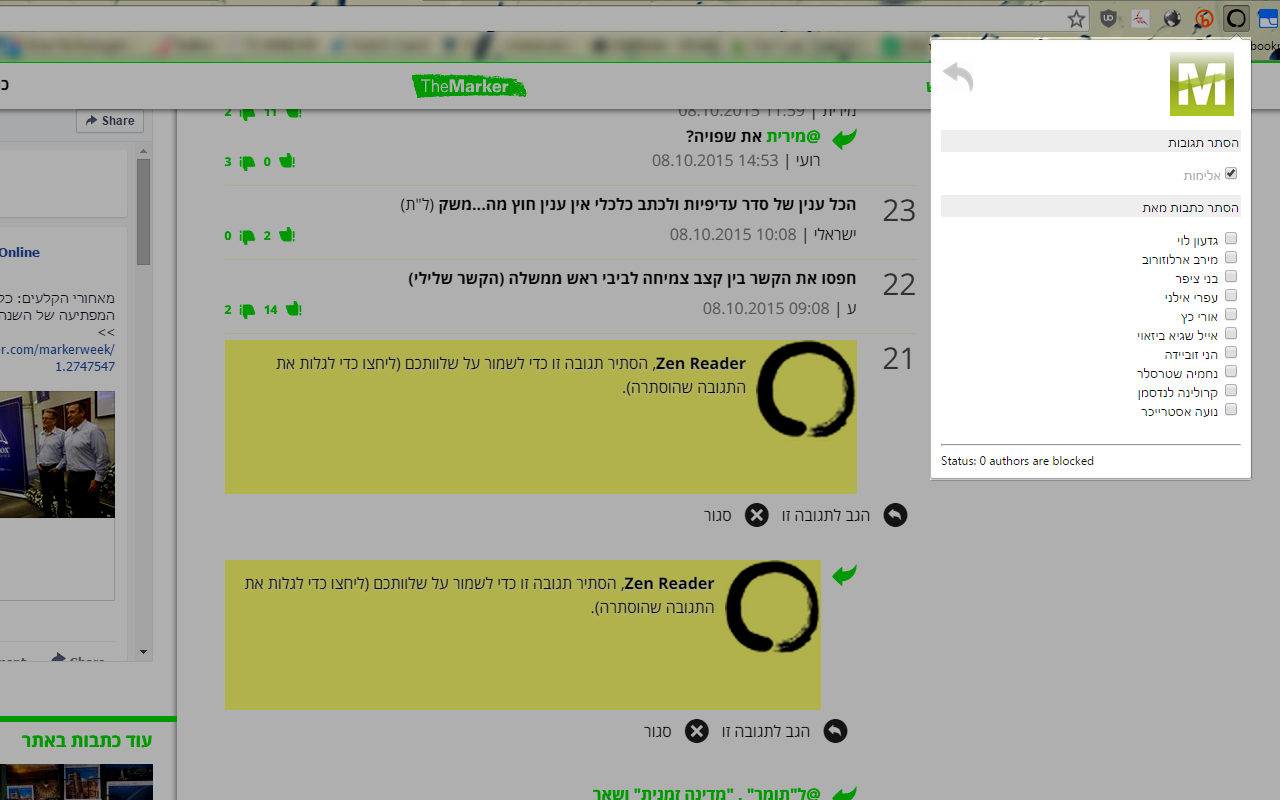 TheMarker
Share
2 11 מירית | 11:59 08.10.2015
@מירית את שפויה?
רועי | 14:53 08.10.2015
3 0
23
הכל ענין של סדר עדיפיות ולכתב כלכלי אין ענין חוץ מה...משק (ל"ת)
ישראלי | 10:08 08.10.2015
0 2
22
חפסו את הקשר בין קצב צמיחה לביבי ראש ממשלה (הקשר שלילי)
ע | 09:08 08.10.2015
2 14
21
Zen Reader, הסתיר תגובה זו כדי לשמור על שלוותכם (ליחצו כדי לגלות את
התגובה שהוסתרה).
הגב לתגובה זו סגור
Zen Reader, הסתיר תגובה זו כדי לשמור על שלוותכם (ליחצו כדי לגלות את
התגובה שהוסתרה).
הגב לתגובה זו סגור
@ל"תומר" . "מדינה זמנית" ושאר
Online
מאחורי הקלעים: כל
המפתיעה של השנה
>>
er.com/markerweek/
1.2747547
Share
עוד כתבות באתר
M
הסתר תגובות
אלימות
הסתר כתבות מאת
גדעון לוי
מירב ארלוזורוב
בני ציפר
עפרי אילני
אורי כץ
אייל שגיא ביזאוי
הני זוביידה
נחמיה שטרסלר
קרולינה לנדסמן
נועה אסטרייכר
Status: 0 authors are blocked